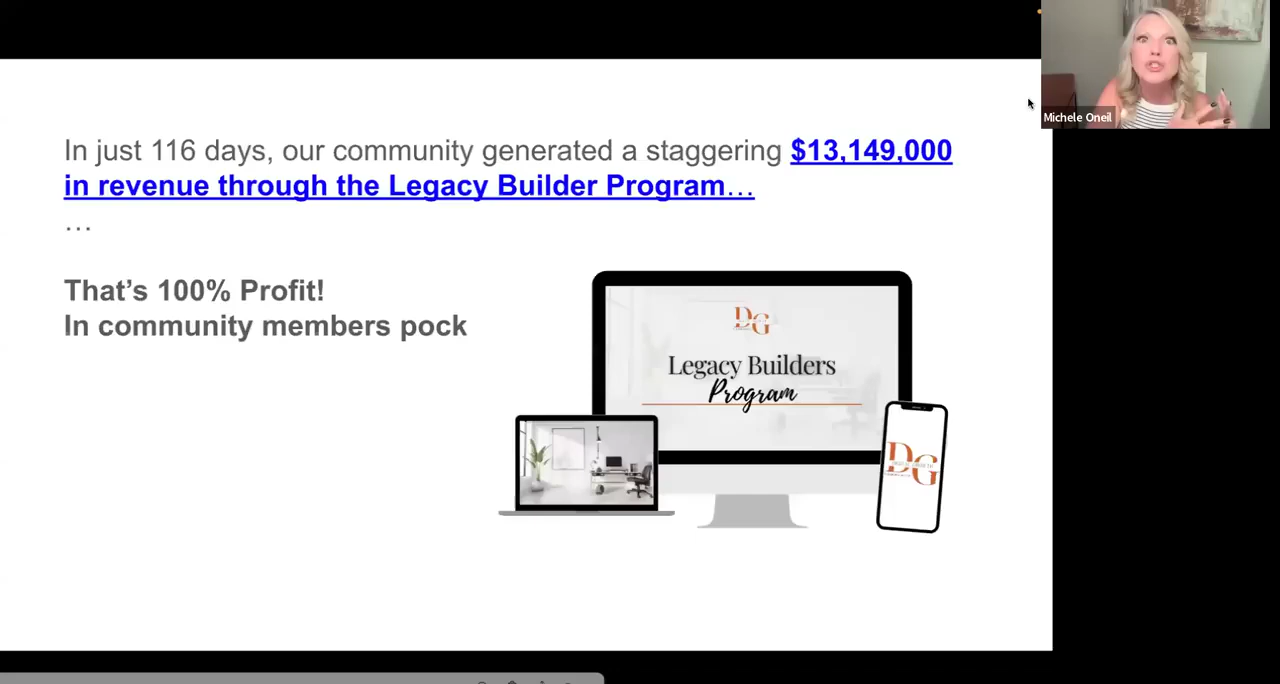 Michele Oneil
In just 116 days, our community generated a staggering $13,149,000
in revenue through the Legacy Builder Program…
…
That’s 100% Profit!
In community members pock
DG
Legacy Builders
Program
DG